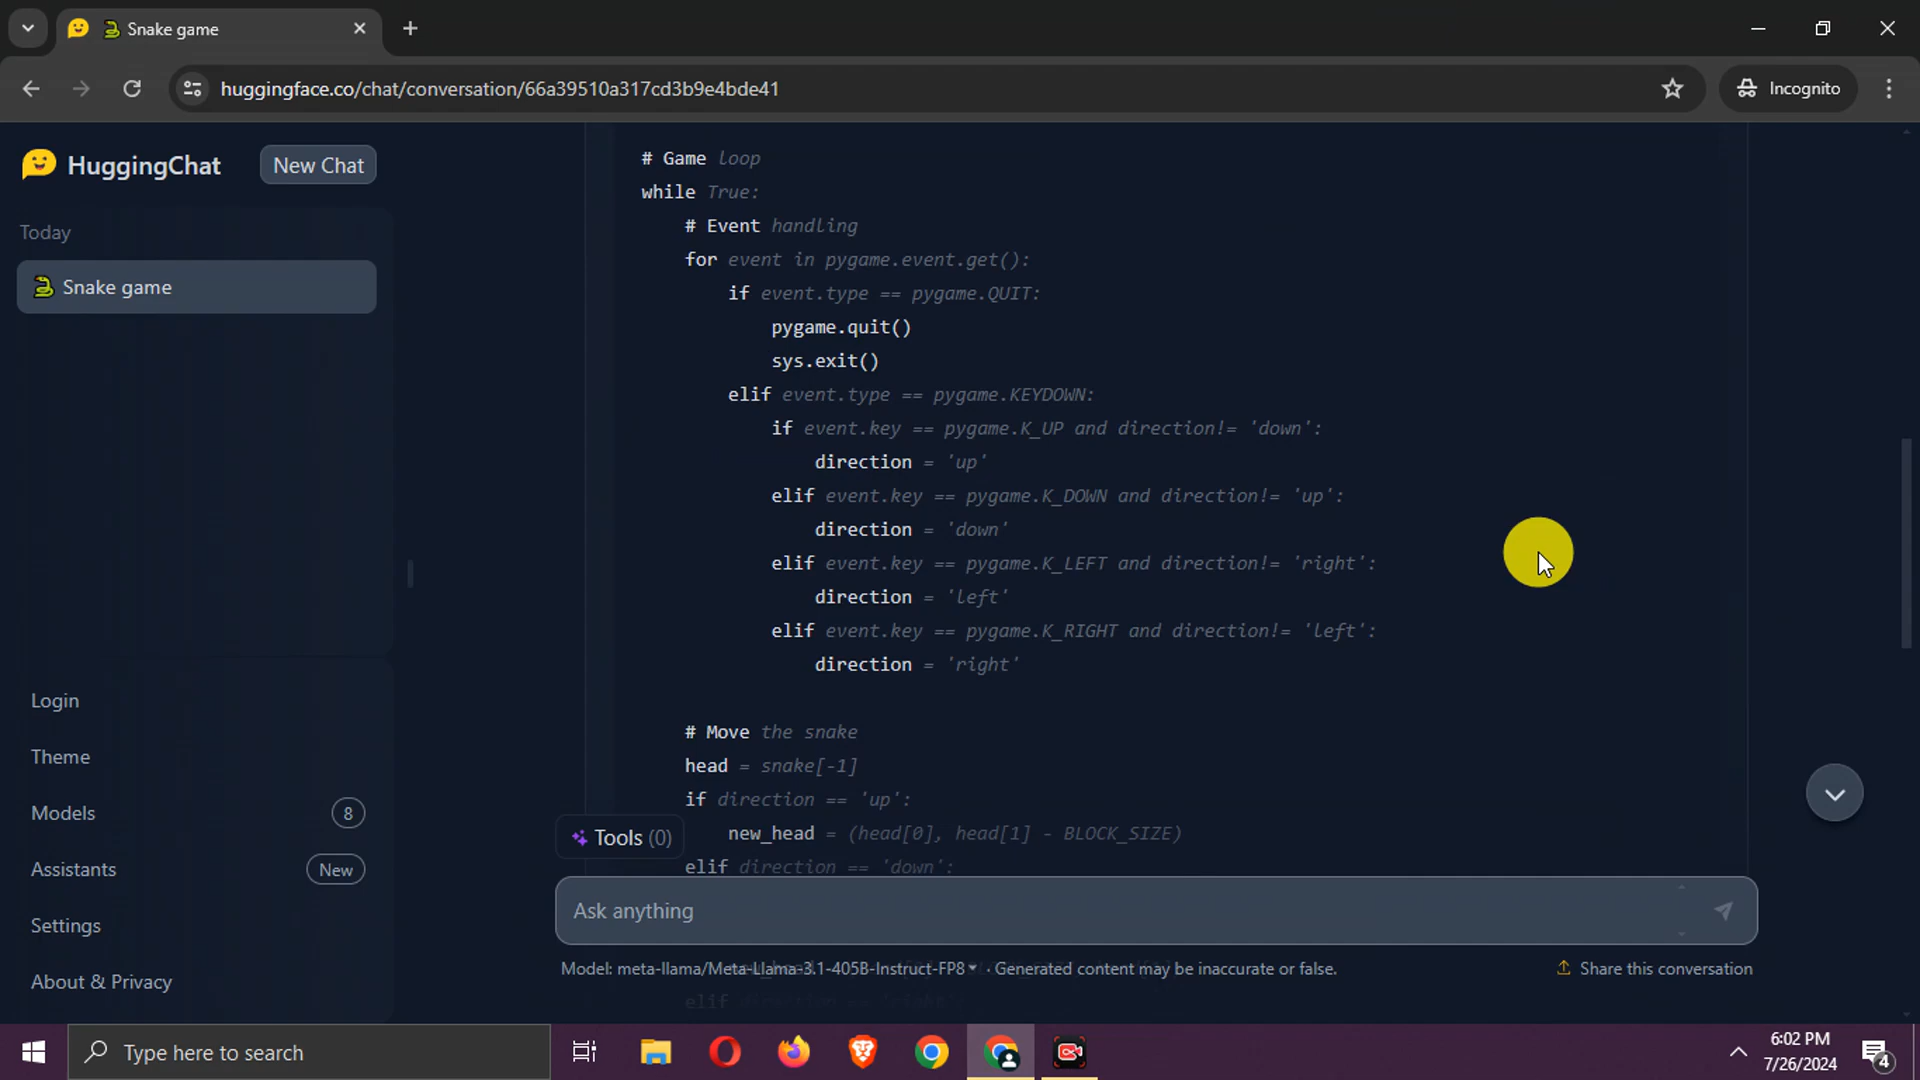 Snake game
huggingface.co/chat/conversation/66a39510a317cd3b9e4bde41
Incognito
HuggingChat
New Chat
Today
Snake game
Login
Theme
Models
8
Assistants
New
Settings
About & Privacy
# Game loop
while True:
# Event handling
for event in pygame.event.get():
if event.type == pygame.QUIT:
pygame.quit()
sys.exit()
elif event.type == pygame.KEYDOWN:
if event.key == pygame.K_UP and direction!= 'down':
direction = 'up'
elif event.key == pygame.K_DOWN and direction!= 'up':
direction = 'down'
elif event.key == pygame.K_LEFT and direction!= 'right':
direction = 'left'
elif event.key == pygame.K_RIGHT and direction!= 'left':
direction = 'right'
# Move the snake
head = snake[-1]
if direction == 'up':
new_head = (head[0], head[1] - BLOCK_SIZE)
elif direction == 'down':
Tools (0)
Ask anything
Model: meta-llama/Meta-Llama-3.1-405B-Instruct-FP8 · Generated content may be inaccurate or false.
Share this conversation
elif direction == 'right':
Type here to search
6:02 PM
7/26/2024
4